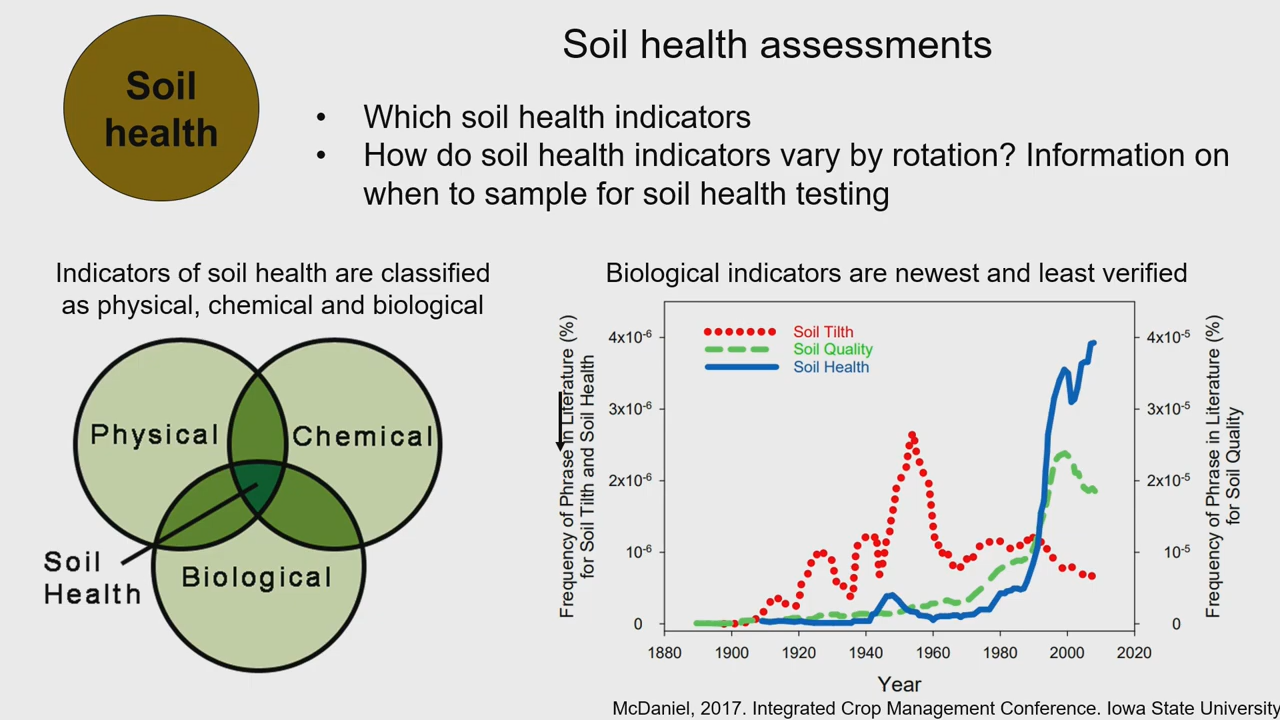 Soil
health
Soil health assessments
• Which soil health indicators
• How do soil health indicators vary by rotation? Information on
when to sample for soil health testing
Indicators of soil health are classified
as physical, chemical and biological
Physical
Chemical
Biological
Soil
Health
Biological indicators are newest and least verified
Frequency of Phrase in Literature (%)
for Soil Tilth and Soil Health
4x10-6
3x10-6
2x10-6
10-6
0
Soil Tilth
Soil Quality
Soil Health
4x10-5
3x10-5
2x10-5
10-5
0
Frequency of Phrase in Literature (%)
for Soil Quality
1880 1900 1920 1940 1960 1980 2000 2020
Year
McDaniel, 2017. Integrated Crop Management Conference. Iowa State University